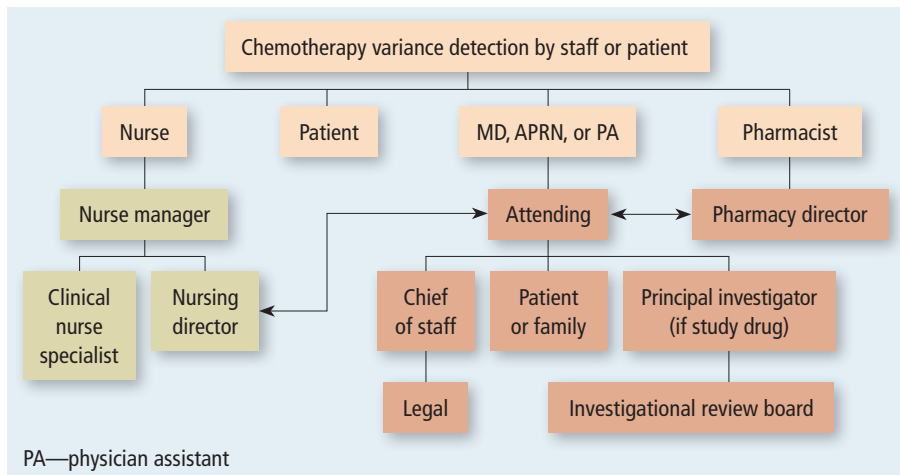 Chemotherapy variance detection by staff or patient
Nurse
Patient
MD, APRN, or PA
Pharmacist
Nurse manager
Attending
Pharmacy director
Clinical
nurse
specialist
Nursing
director
Chief
of staff
Patient
or family
Principal investigator
(if study drug)
Legal
Investigational review board
PA—physician assistant